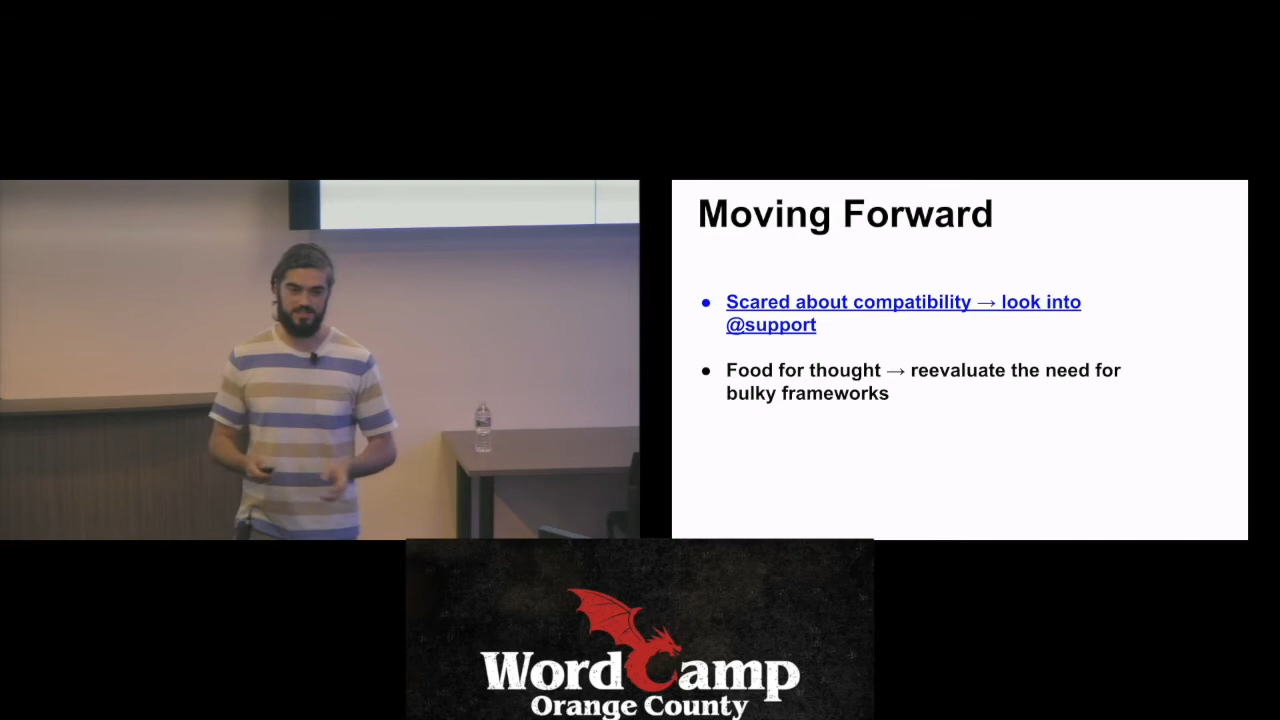 Moving Forward
● Scared about compatibility → look into
@support
● Food for thought → reevaluate the need for
bulky frameworks
WordCamp
Orange County